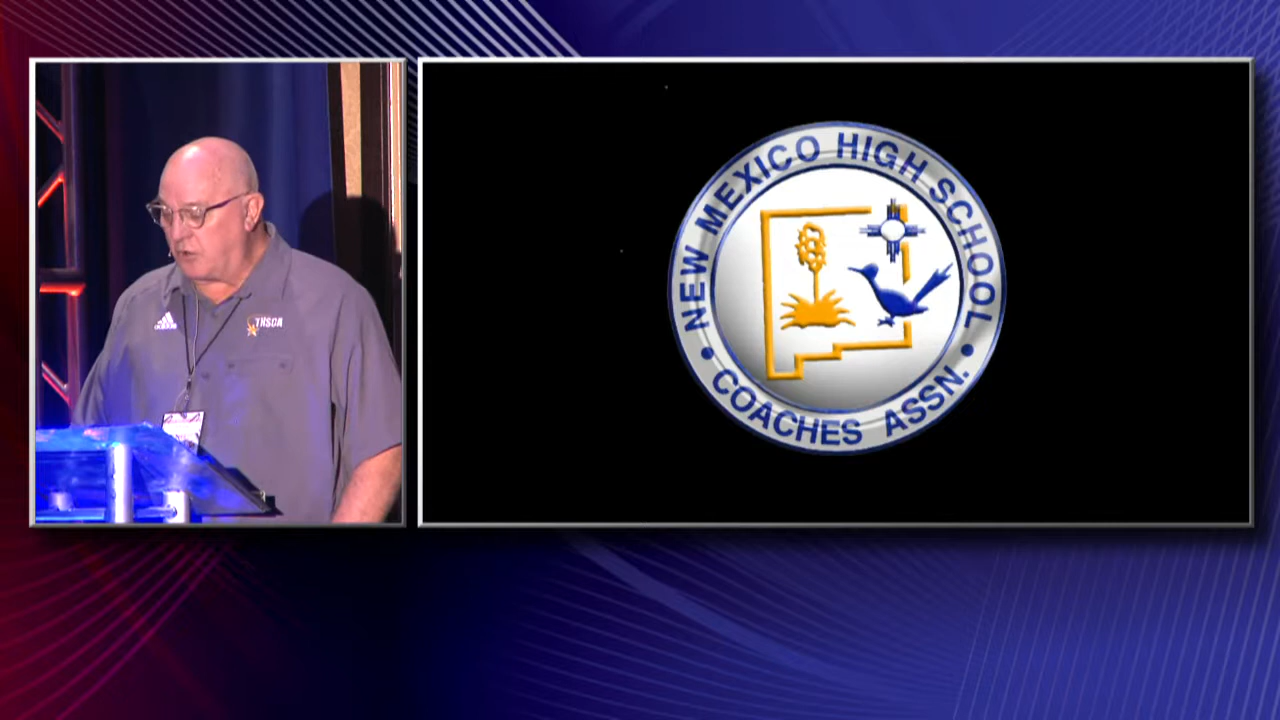 adidas
THSCA
NEW MEXICO HIGH SCHOOL
• COACHES ASSN. •